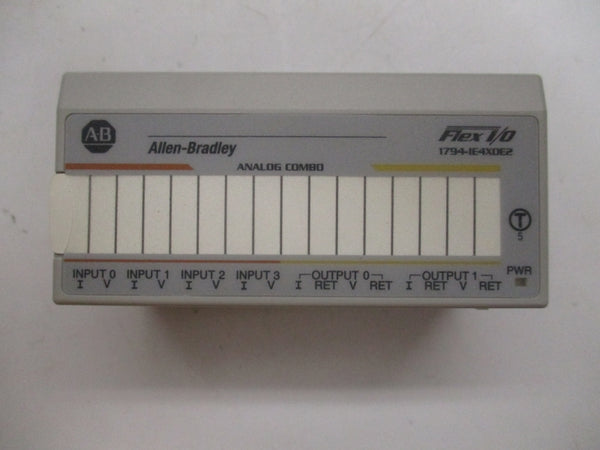 A-B
Allen-Bradley
Flex I/O
1794-IE4XOE2
ANALOG COMBO
T
5
INPUT 0 INPUT 1 INPUT 2 INPUT 3 OUTPUT 0 OUTPUT 1 PWR
I V I V I V I V I RET V RET I RET V RET